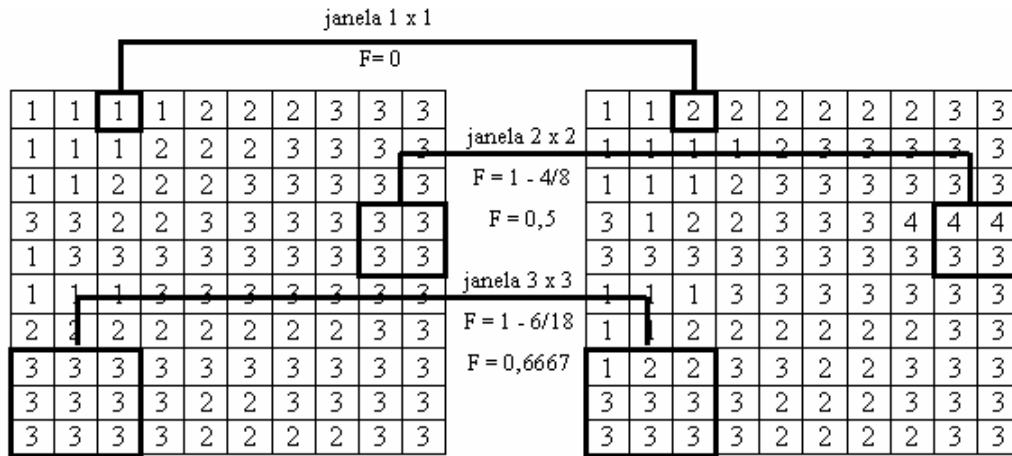 janela 1 x 1
F= 0
1 1 1 1 2 2 2 3 3 3
1 1 1 2 2 2 3 3 3 3
1 1 2 2 2 3 3 3 3 3
3 3 2 2 3 3 3 3 3 3
1 3 3 3 3 3 3 3 3 3
1 1 1 3 3 3 3 3 3 3
2 2 2 2 2 2 2 2 3 3
3 3 3 3 3 3 3 3 3 3
3 3 3 3 2 2 3 3 3 3
3 3 3 3 2 2 2 2 3 3
janela 2 x 2
F = 1 - 4/8
F = 0,5
janela 3 x 3
F = 1 - 6/18
F = 0,6667
1 1 2 2 2 2 2 2 3 3
1 1 1 1 2 3 3 3 3 3
1 1 1 2 3 3 3 3 3 3
3 1 2 2 3 3 3 4 4 4
3 3 3 3 3 3 3 3 3 3
1 1 1 3 3 3 3 3 3 3
1 1 2 2 2 2 2 2 3 3
1 2 2 3 3 2 2 3 3 3
3 3 3 3 2 2 2 3 3 3
3 3 3 3 2 2 2 2 3 3